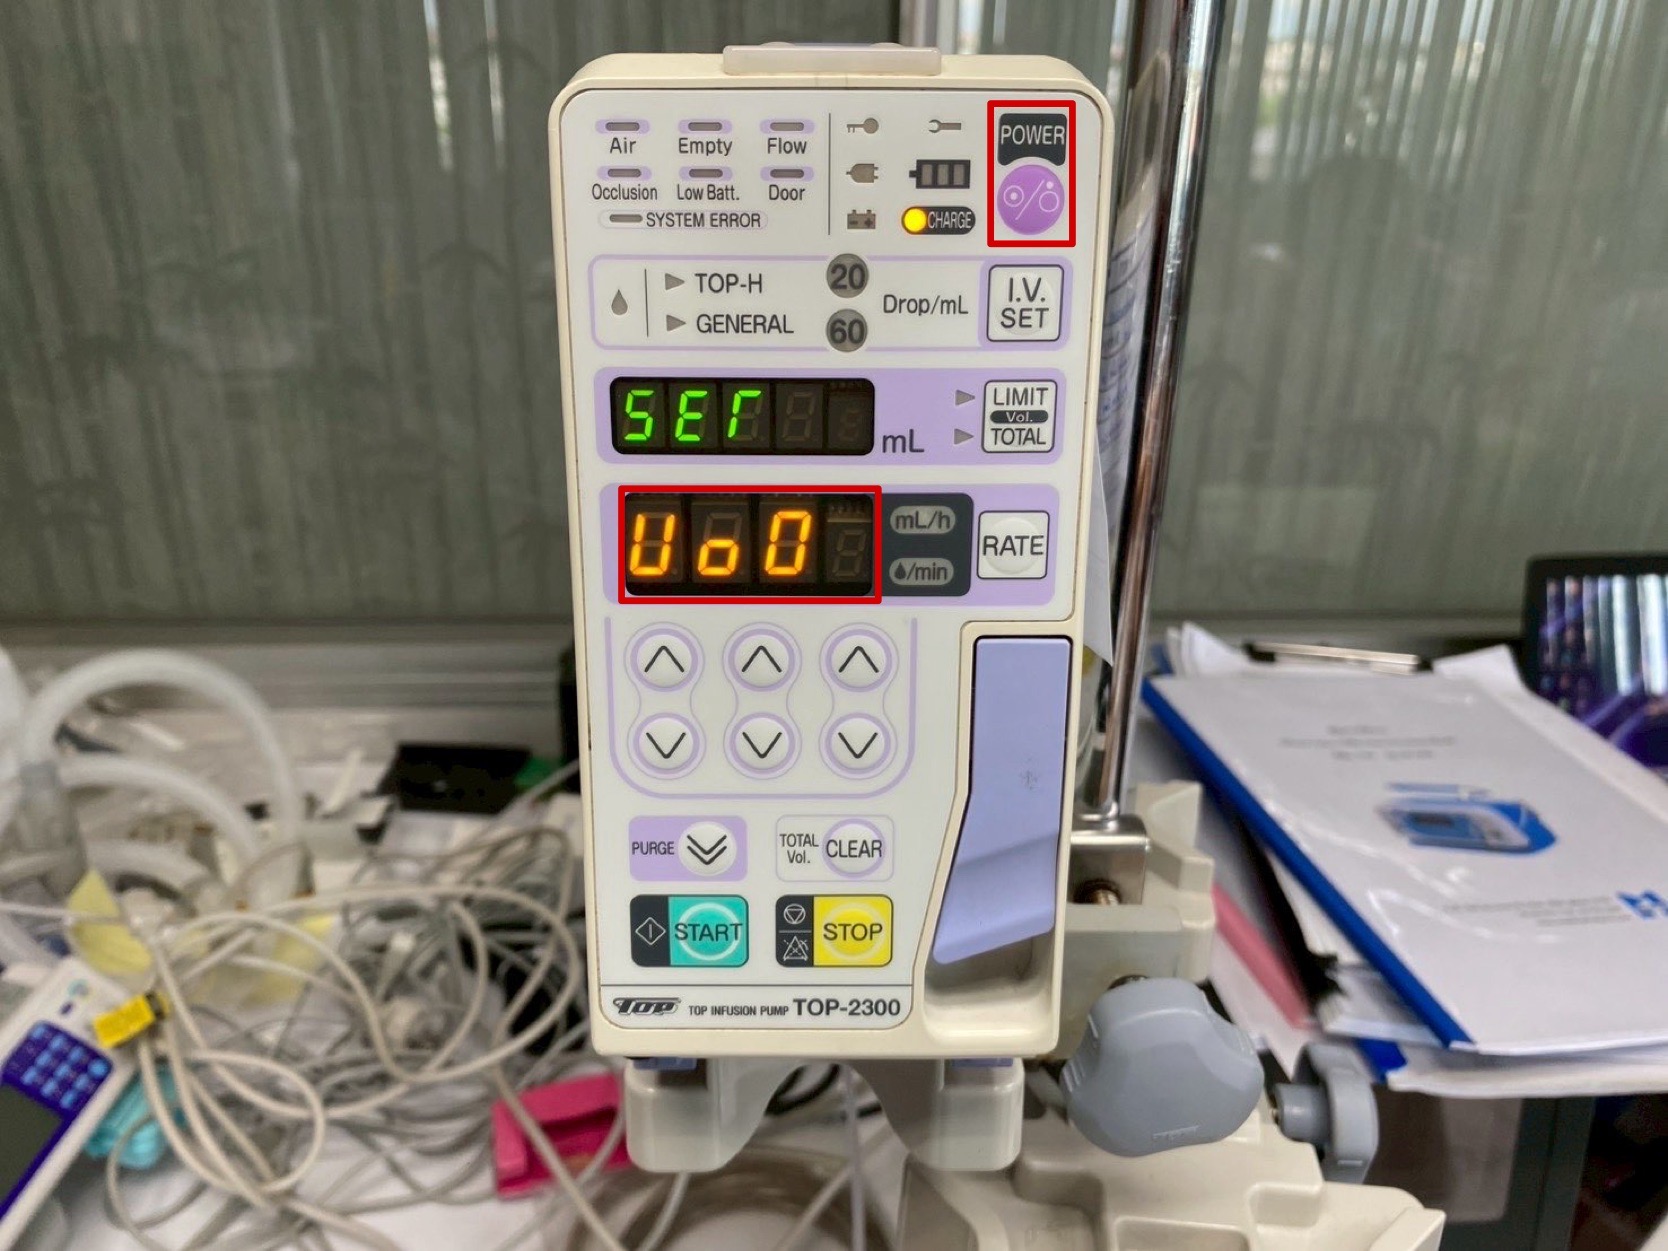 POWER
Air Empty Flow
Occlusion Low Batt. Door
SYSTEM ERROR
CHARGE
TOP-H
GENERAL
20
60
Drop/mL
I.V.
SET
SET
mL
LIMIT
Vol.
TOTAL
Uo0
mL/h
/min
RATE
PURGE
TOTAL
Vol.
CLEAR
START
STOP
Top TOP INFUSION PUMP TOP-2300